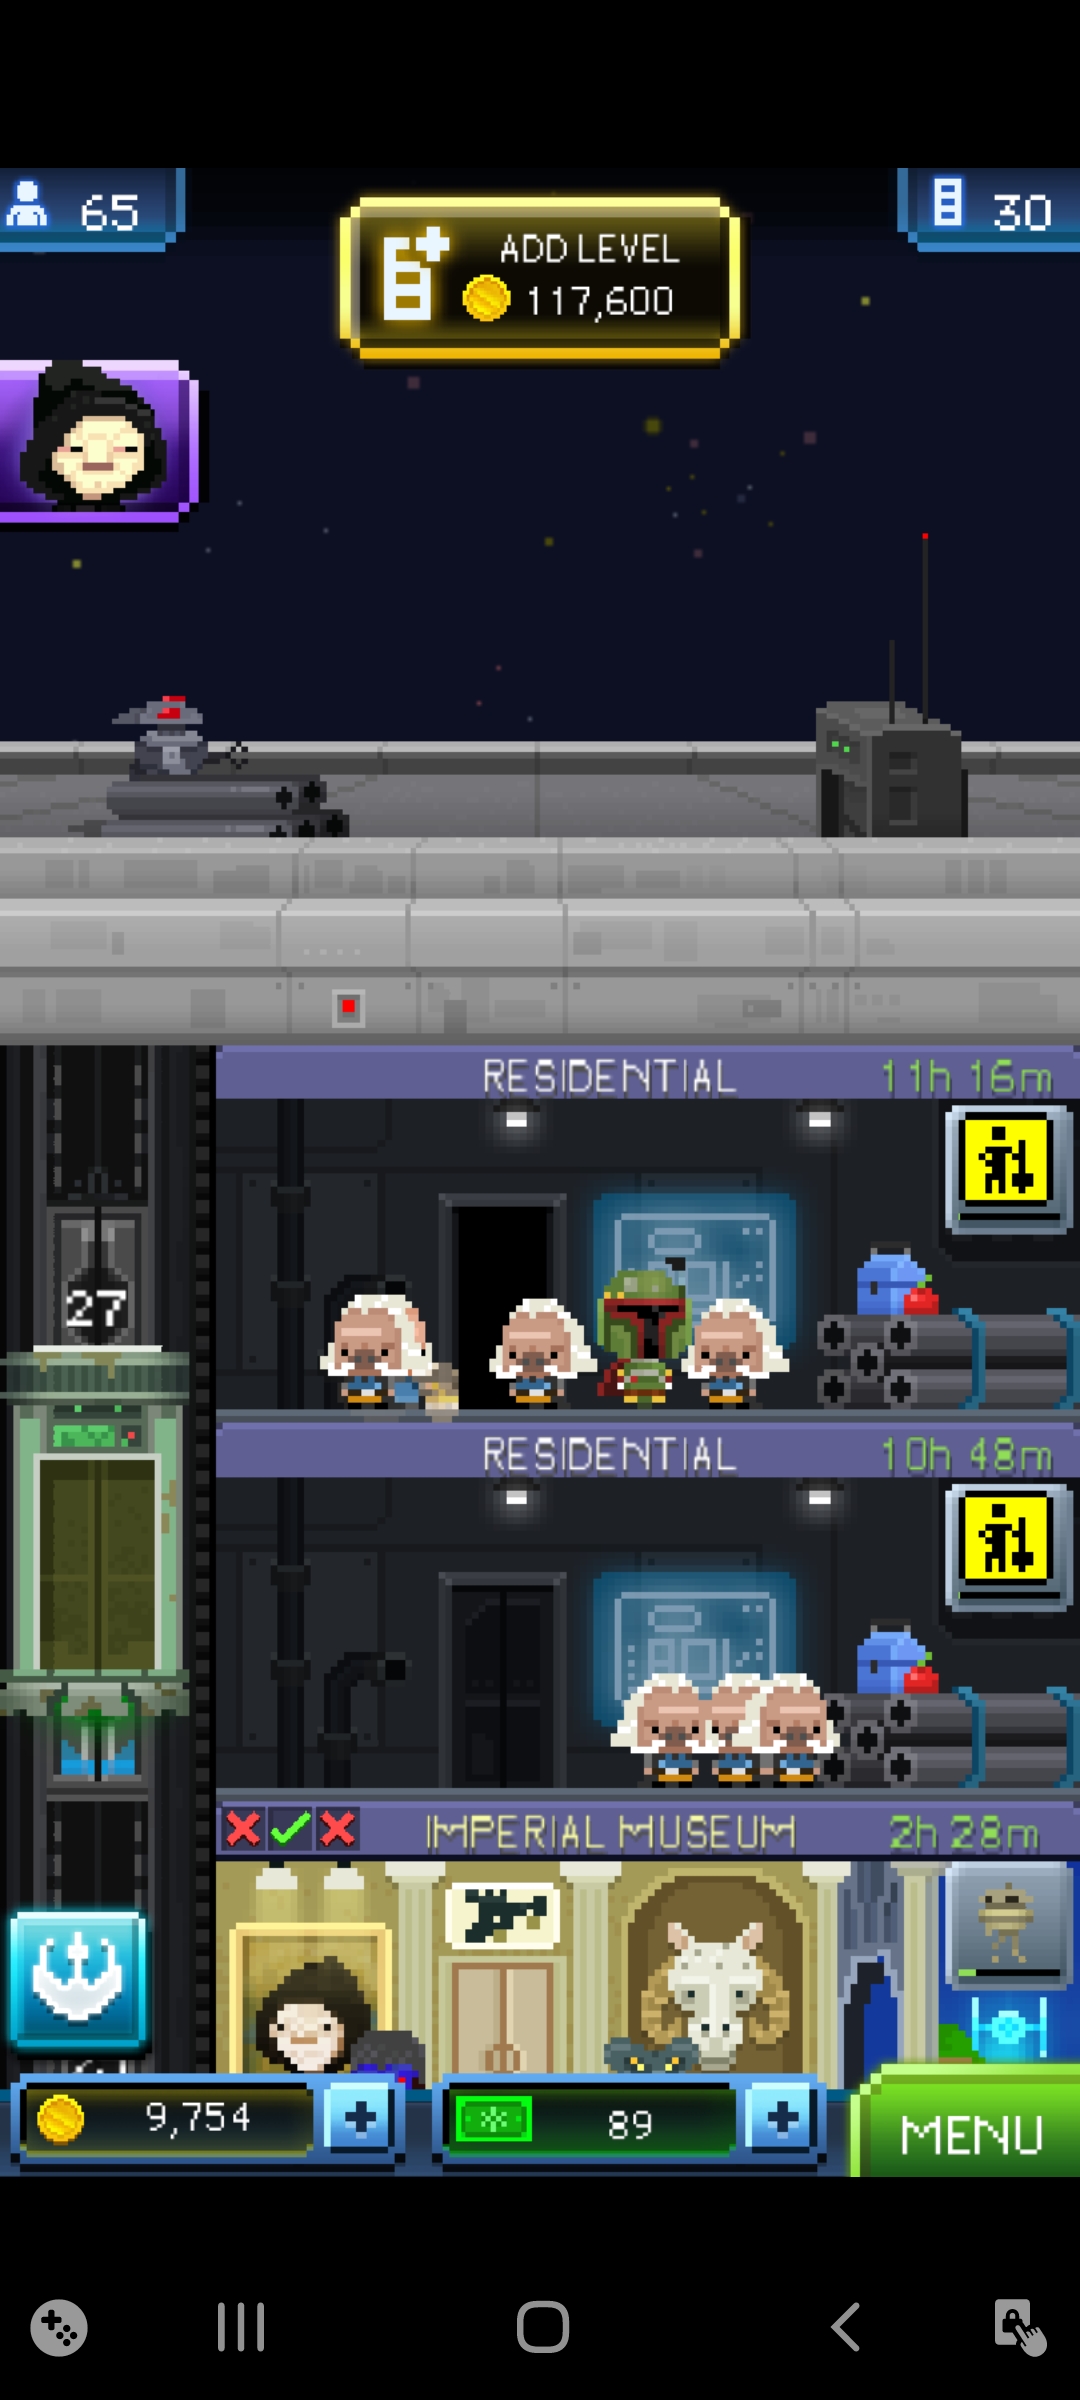 65
ADD LEVEL
117,600
30
RESIDENTIAL 11h 16m
27
RESIDENTIAL 10h 48m
IMPERIAL MUSEUM 2h 28m
9,754
89
MENU